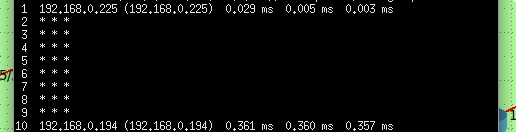 1 192.168.0.225 (192.168.0.225) 0.029 ms 0.005 ms 0.003 ms
2 * * *
3 * * *
4 * * *
5 * * *
6 * * *
7 * * *
8 * * *
9 * * *
10 192.168.0.194 (192.168.0.194) 0.361 ms 0.360 ms 0.357 ms